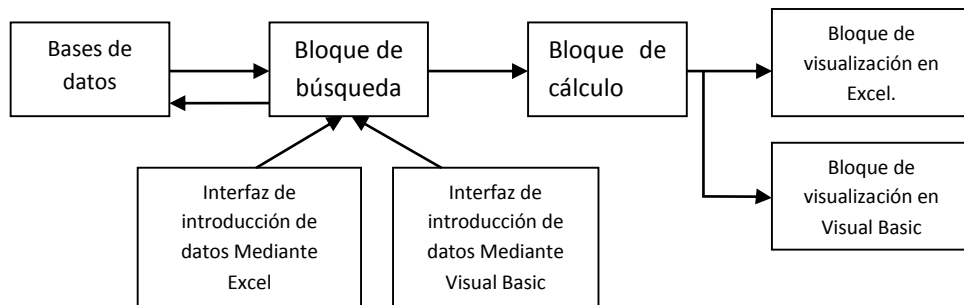 Bases de
datos
Bloque de
búsqueda
Bloque de
cálculo
Bloque de
visualización en
Excel.
Interfaz de
introducción de
datos Mediante
Excel
Interfaz de
introducción de
datos Mediante
Visual Basic
Bloque de
visualización en
Visual Basic